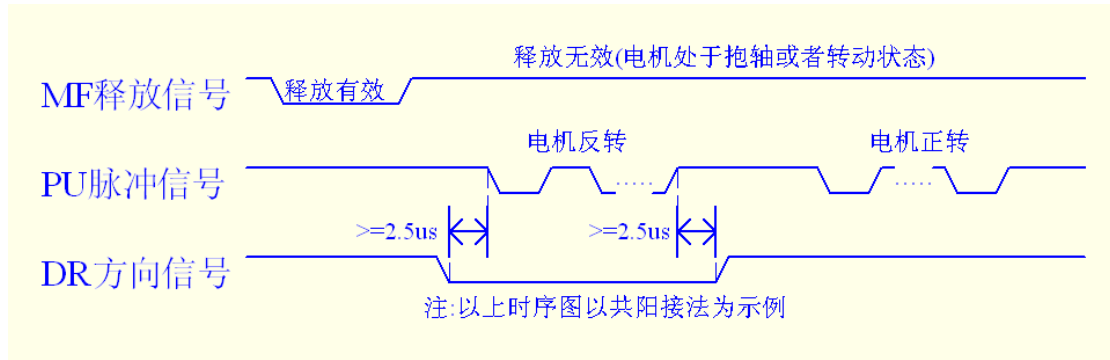 释放无效(电机处于抱轴或者转动状态)
MF释放信号
释放有效
电机反转
电机正转
PU脉冲信号
.....
.....
>=2.5us
>=2.5us
DR方向信号
注:以上时序图以共阳接法为示例